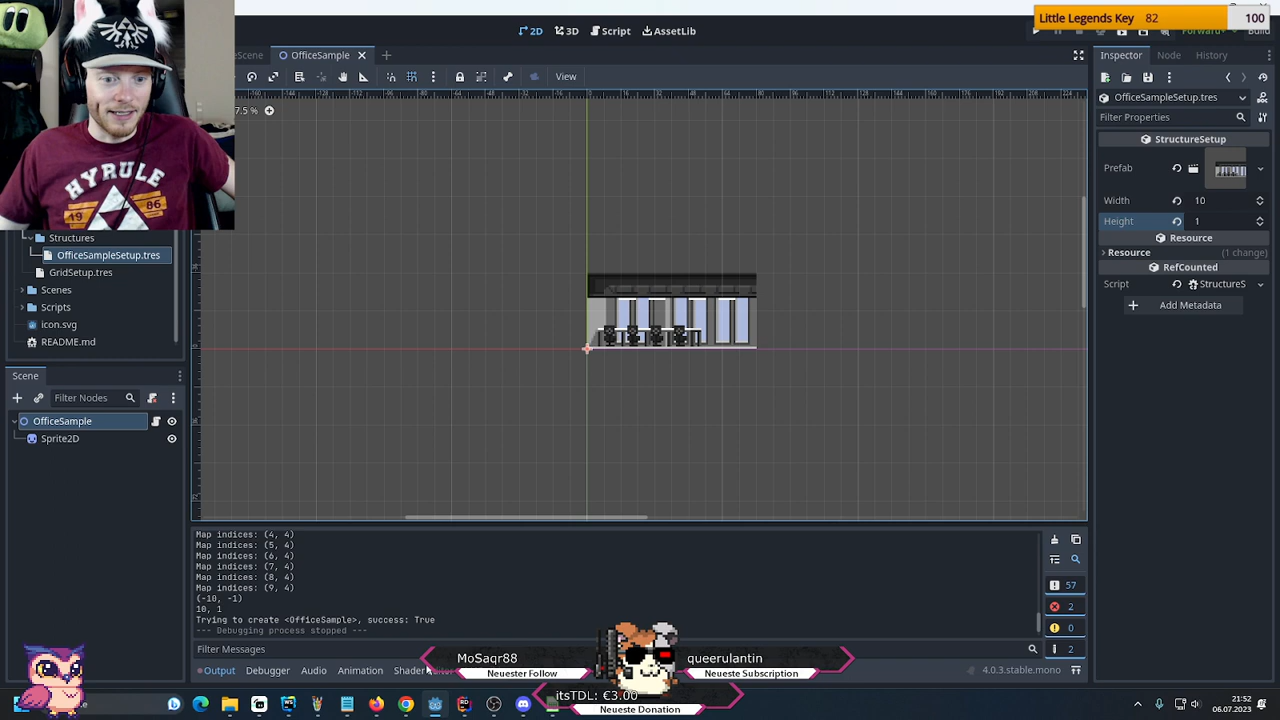 Little Legends Key 82 100
2D 3D Script AssetLib
Build
Scene OfficeSample
Inspector Node History
View
7.5 %
OfficeSampleSetup.tres
Filter Properties
StructureSetup
Prefab
Width 10
Height 1
Resource
Resource (1 change)
RefCounted
Script StructureS
Add Metadata
HYRULE
19 86
Structures
OfficeSampleSetup.tres
GridSetup.tres
Scenes
Scripts
icon.svg
README.md
Scene
Filter Nodes
OfficeSample
Sprite2D
Map indices: (4, 4)
Map indices: (5, 4)
Map indices: (6, 4)
Map indices: (7, 4)
Map indices: (8, 4)
Map indices: (9, 4)
(-10, -1)
10, 1
Trying to create <OfficeSample>, success: True
--- Debugging process stopped ---
57
2
0
2
Filter Messages
Output Debugger Audio Animation Shader
4.0.3.stable.mono
MoSaqr88
Neuester Follow
queerulantin
Neueste Subscription
itsTDL: €3.00
Neueste Donation
21:52
06.07.2023